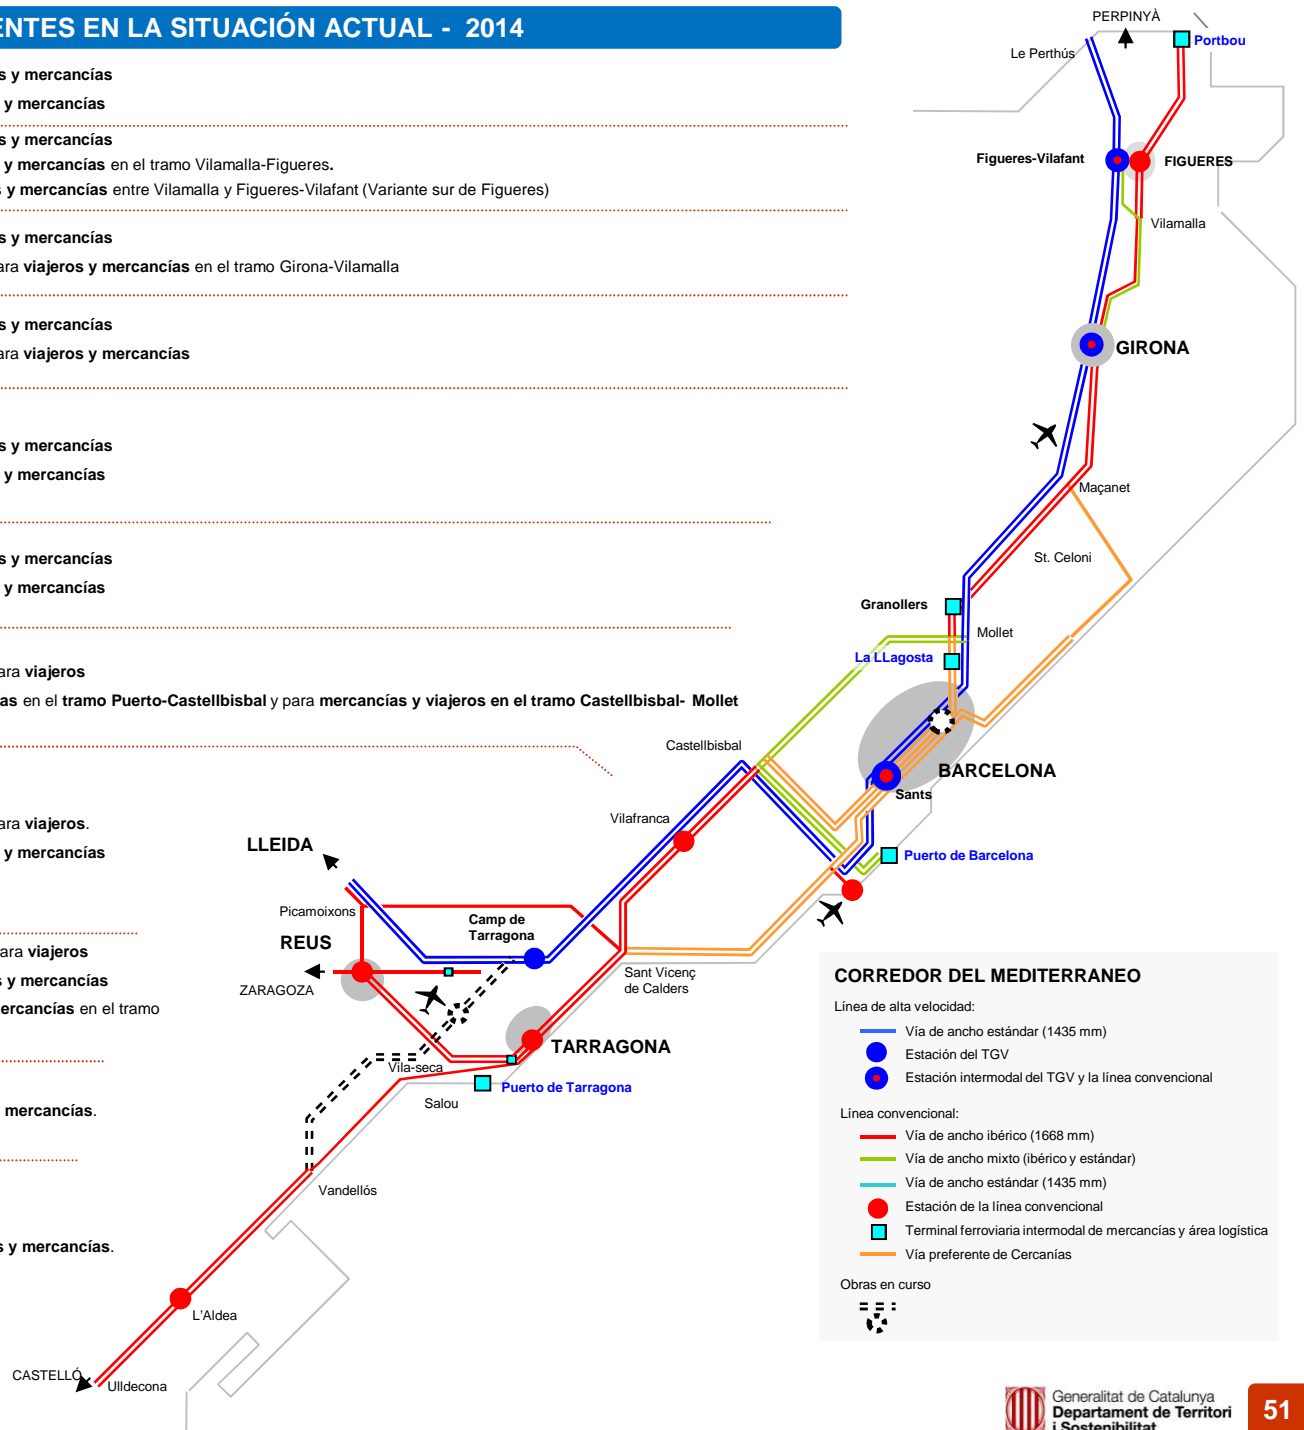 ENTES EN LA SITUACIÓN ACTUAL - 2014
s y mercancías
y mercancías
s y mercancías
y mercancías en el tramo Vilamalla-Figueres.
s y mercancías entre Vilamalla y Figueres-Vilafant (Variante sur de Figueres)
s y mercancías
ara viajeros y mercancías en el tramo Girona-Vilamalla
s y mercancías
ara viajeros y mercancías
s y mercancías
y mercancías
s y mercancías
y mercancías
ara viajeros
as en el tramo Puerto-Castellbisbal y para mercancías y viajeros en el tramo Castellbisbal- Mollet
ara viajeros.
y mercancías
ara viajeros
s y mercancías
ercancías en el tramo
mercancías.
s y mercancías.
PERPINYÀ
Portbou
Le Perthús
Figueres-Vilafant
FIGUERES
Vilamalla
GIRONA
Maçanet
St. Celoni
Granollers
Mollet
La LLagosta
Castellbisbal
BARCELONA
Sants
Vilafranca
LLEIDA
Puerto de Barcelona
Picamoixons
Camp de
Tarragona
REUS
ZARAGOZA
Sant Vicenç
de Calders
TARRAGONA
Vila-seca
Puerto de Tarragona
Salou
Vandellós
L'Aldea
CASTELLÓ
Ulldecona
CORREDOR DEL MEDITERRANEO
Línea de alta velocidad:
Vía de ancho estándar (1435 mm)
Estación del TGV
Estación intermodal del TGV y la línea convencional
Línea convencional:
Vía de ancho ibérico (1668 mm)
Vía de ancho mixto (ibérico y estándar)
Vía de ancho estándar (1435 mm)
Estación de la línea convencional
Terminal ferroviaria intermodal de mercancías y área logística
Vía preferente de Cercanías
Obras en curso
Generalitat de Catalunya
Departament de Territori
i Sostenibilitat
51